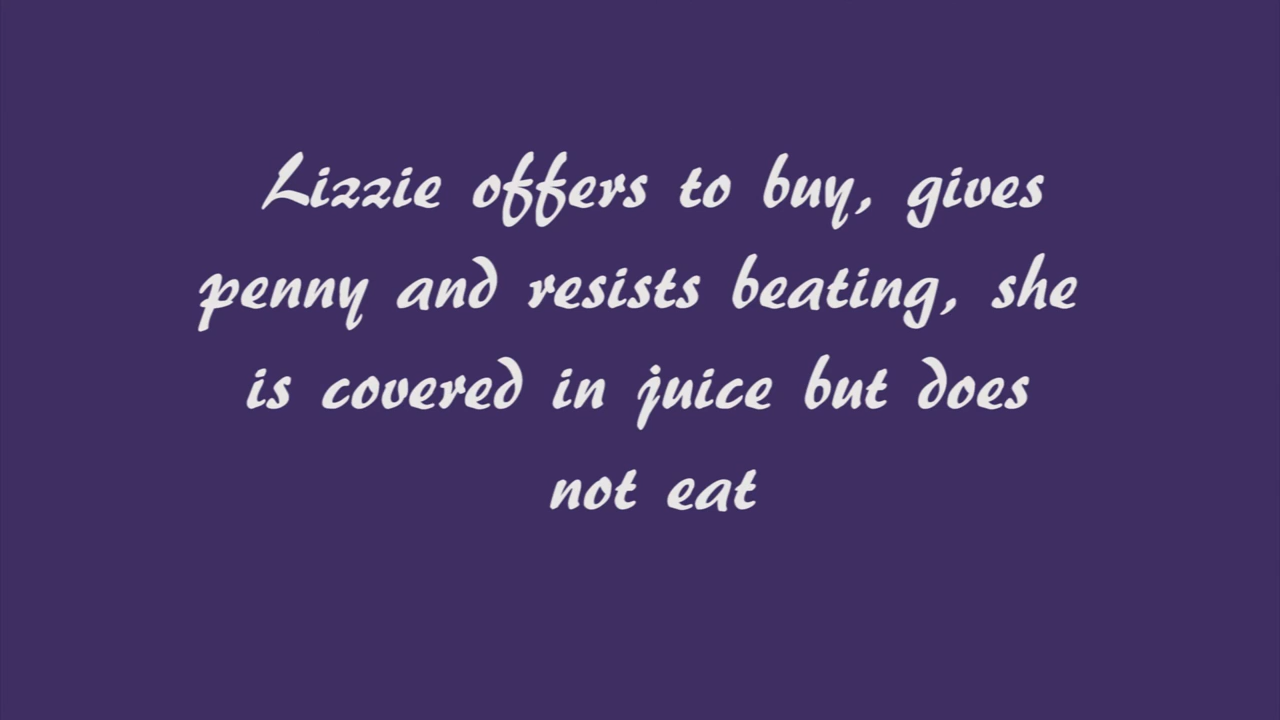 Lizzie offers to buy, gives
penny and resists beating, she
is covered in juice but does
not eat